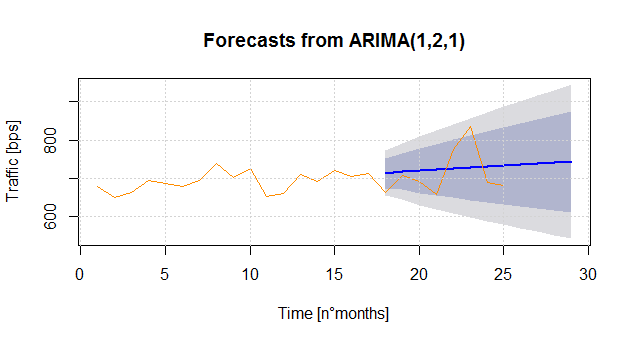 Forecasts from ARIMA(1,2,1)
Traffic [bps]
800
600
0 5 10 15 20 25 30
Time [n°months]